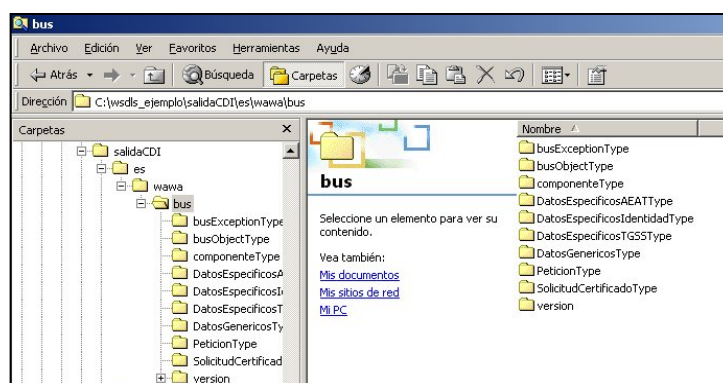 bus
Archivo Edición Ver Favoritos Herramientas Ayuda
Atrás Búsqueda Carpetas
Dirección C:\wsdls_ejemplo\salidaCDI\es\wawa\bus
Carpetas
salidaCDI
es
wawa
bus
busExceptionType
busObjectType
componenteType
DatosEspecificosA
DatosEspecificosI
DatosEspecificosT
DatosGenericosTy
PeticionType
SolicitudCertificad
version
bus
Seleccione un elemento para ver su
contenido.
Vea también:
Mis documentos
Mis sitios de red
Mi PC
Nombre
busExceptionType
busObjectType
componenteType
DatosEspecificosAEATType
DatosEspecificosIdentidadType
DatosEspecificosTGSSType
DatosGenericosType
PeticionType
SolicitudCertificadoType
version